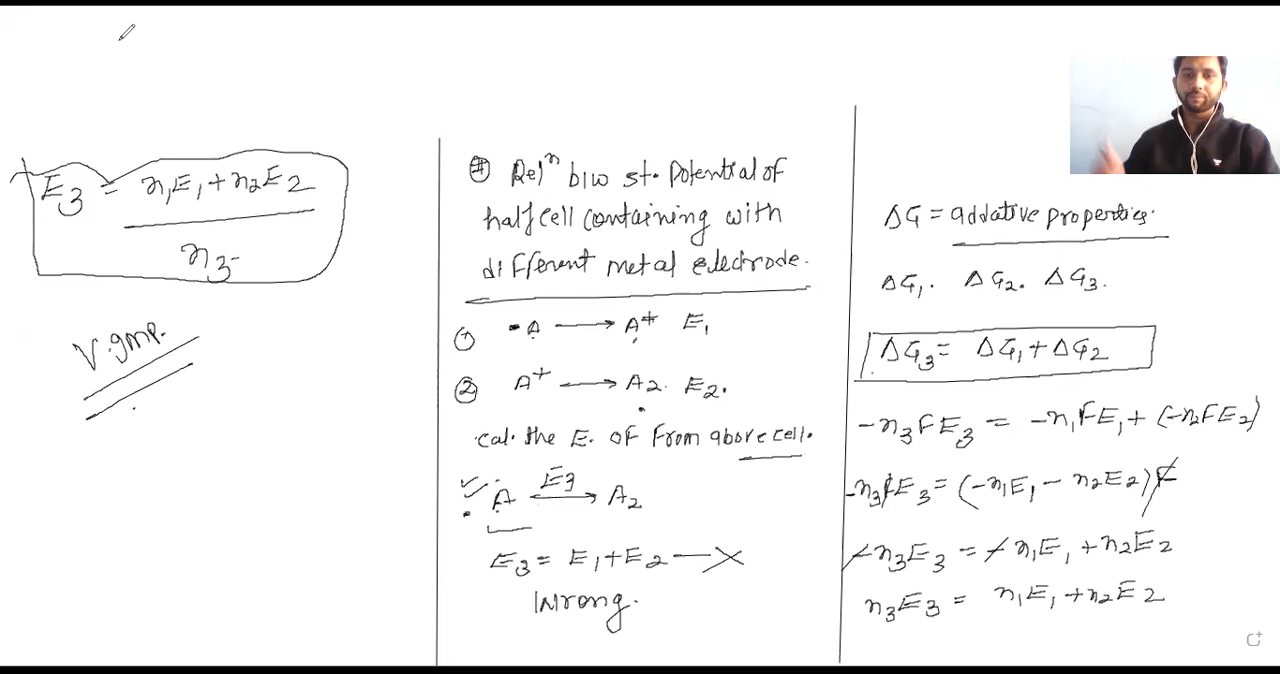 E3 = n1E1 + n2E2
n3
V. Imp.
# Rel^n b/w st. Potential of
half cell containing with
different metal electrode.
① A ⟶ A+ E1
② A+ ⟶ A2 E2.
cal. the E. of From above cell.
A ⟷ A2
E3
E3 = E1 + E2 — X
Wrong.
ΔG = addative properties.
ΔG1. ΔG2. ΔG3.
ΔG3 = ΔG1 + ΔG2
-n3FE3 = -n1FE1 + (-n2FE2)
-n3FE3 = (-n1E1 - n2E2)F
-n3E3 = -n1E1 + n2E2
n3E3 = n1E1 + n2E2